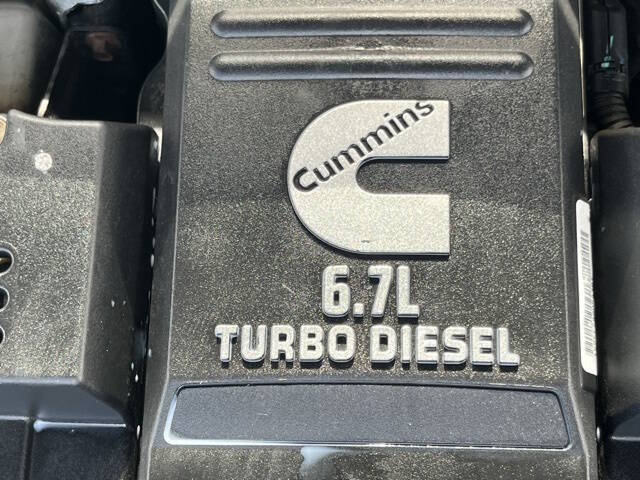 Cummins
6.7L
TURBO DIESEL